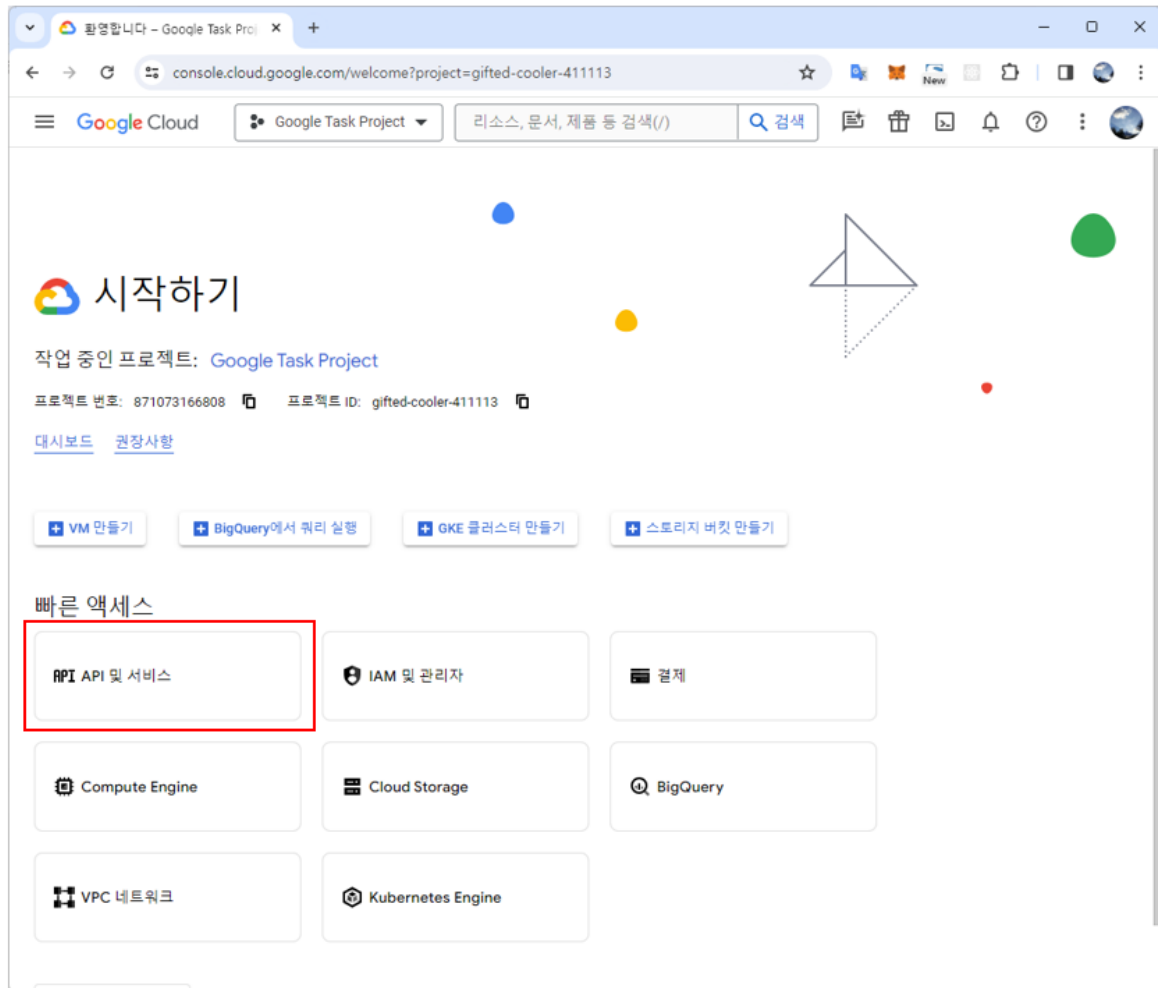 환영합니다 – Google Task Proj
console.cloud.google.com/welcome?project=gifted-cooler-411113
New
Google Cloud
Google Task Project
리소스, 문서, 제품 등 검색(/)
검색
시작하기
작업 중인 프로젝트: Google Task Project
프로젝트 번호: 871073166808 프로젝트 ID: gifted-cooler-411113
대시보드 권장사항
VM 만들기 BigQuery에서 쿼리 실행 GKE 클러스터 만들기 스토리지 버킷 만들기
빠른 액세스
API API 및 서비스 IAM 및 관리자 결제
Compute Engine Cloud Storage BigQuery
VPC 네트워크 Kubernetes Engine